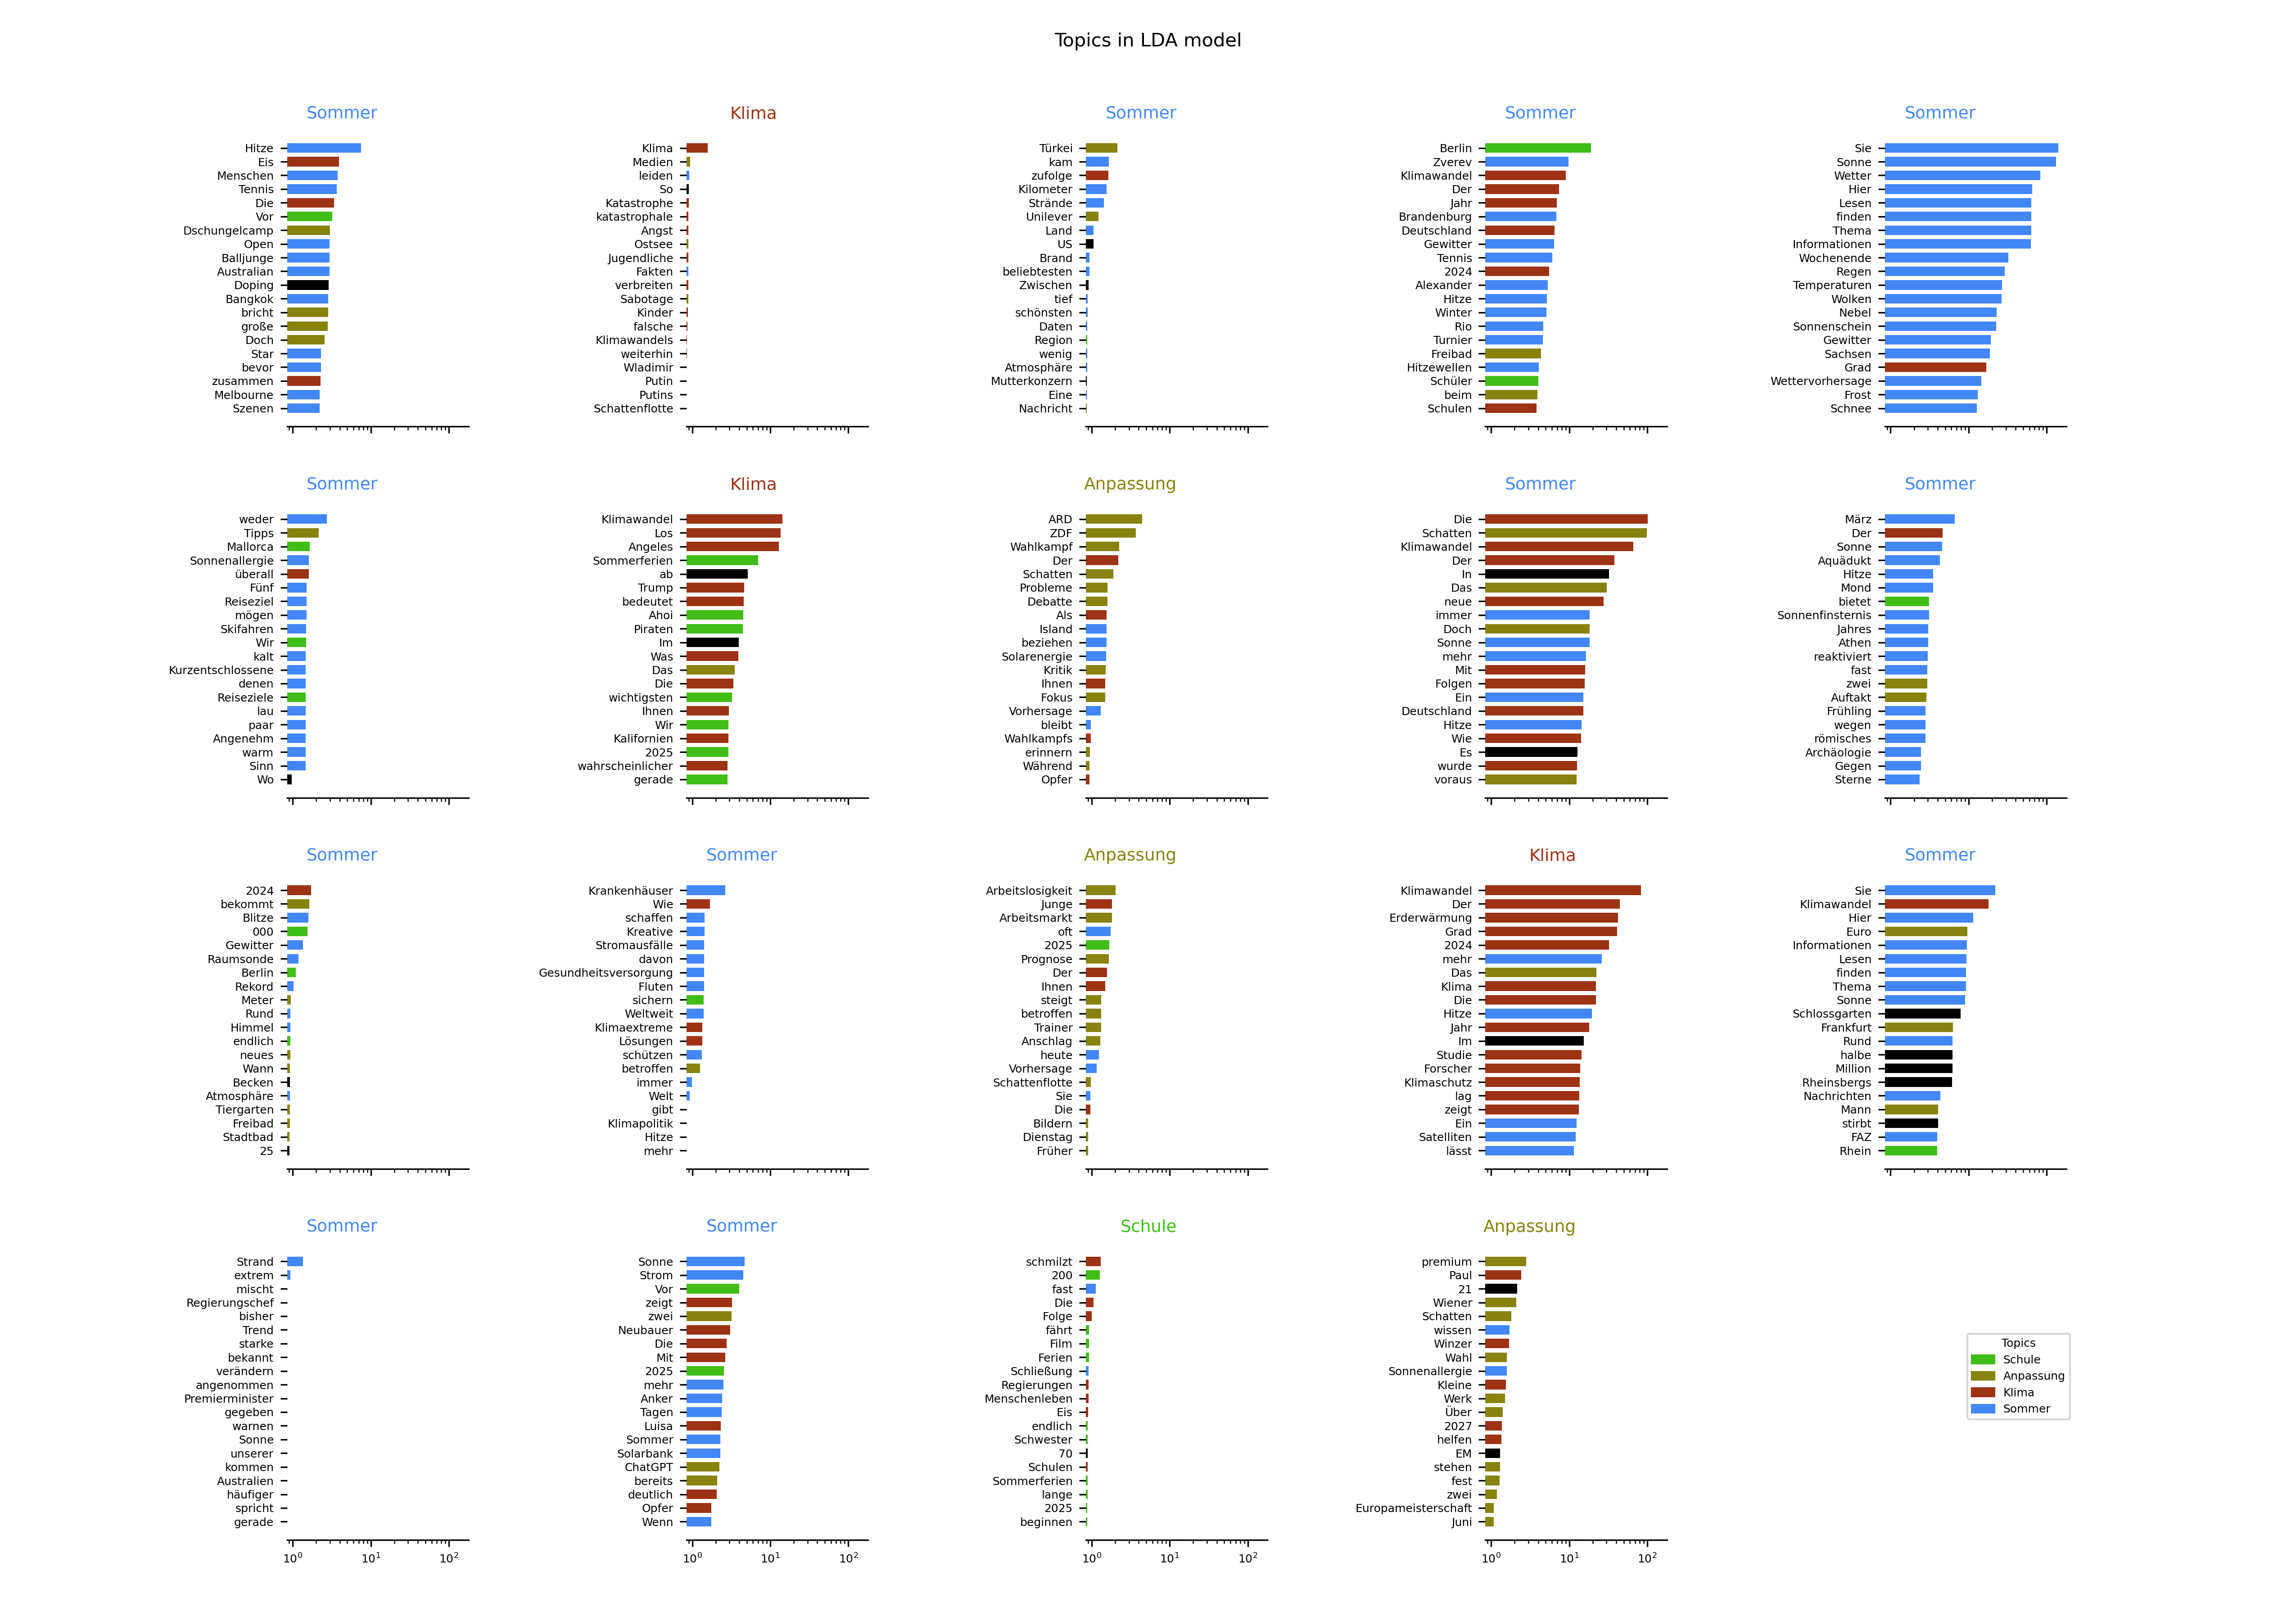 Topics in LDA model
Sommer
Hitze
Eis
Menschen
Tennis
Die
Vor
Dschungelcamp
Open
Balljunge
Australian
Doping
Bangkok
bricht
große
Doch
Star
bevor
zusammen
Melbourne
Szenen
Klima
Klima
Medien
leiden
So
Katastrophe
katastrophale
Angst
Ostsee
Jugendliche
Fakten
verbreiten
Sabotage
Kinder
falsche
Klimawandels
weiterhin
Wladimir
Putin
Putins
Schattenflotte
Sommer
Türkei
kam
zufolge
Kilometer
Strände
Unilever
Land
US
Brand
beliebtesten
Zwischen
tief
schönsten
Daten
Region
wenig
Atmosphäre
Mutterkonzern
Eine
Nachricht
Sommer
Berlin
Zverev
Klimawandel
Der
Jahr
Brandenburg
Deutschland
Gewitter
Tennis
2024
Alexander
Hitze
Winter
Rio
Turnier
Freibad
Hitzewellen
Schüler
beim
Schulen
Sommer
Sie
Sonne
Wetter
Hier
Lesen
finden
Thema
Informationen
Wochenende
Regen
Temperaturen
Wolken
Nebel
Sonnenschein
Gewitter
Sachsen
Grad
Wettervorhersage
Frost
Schnee
Sommer
weder
Tipps
Mallorca
Sonnenallergie
überall
Fünf
Reiseziel
mögen
Skifahren
Wir
kalt
Kurzentschlossene
denen
Reiseziele
lau
paar
Angenehm
warm
Sinn
Wo
Klima
Klimawandel
Los
Angeles
Sommerferien
ab
Trump
bedeutet
Ahoi
Piraten
Im
Was
Das
Die
wichtigsten
Ihnen
Wir
Kalifornien
2025
wahrscheinlicher
gerade
Anpassung
ARD
ZDF
Wahlkampf
Der
Schatten
Probleme
Debatte
Als
Island
beziehen
Solarenergie
Kritik
Ihnen
Fokus
Vorhersage
bleibt
Wahlkampfs
erinnern
Während
Opfer
Sommer
Die
Schatten
Klimawandel
Der
In
Das
neue
immer
Doch
Sonne
mehr
Mit
Folgen
Ein
Deutschland
Hitze
Wie
Es
wurde
voraus
Sommer
März
Der
Sonne
Aquädukt
Hitze
Mond
bietet
Sonnenfinsternis
Jahres
Athen
reaktiviert
fast
zwei
Auftakt
Frühling
wegen
römisches
Archäologie
Gegen
Sterne
Sommer
2024
bekommt
Blitze
000
Gewitter
Raumsonde
Berlin
Rekord
Meter
Rund
Himmel
endlich
neues
Wann
Becken
Atmosphäre
Tiergarten
Freibad
Stadtbad
25
Sommer
Krankenhäuser
Wie
schaffen
Kreative
Stromausfälle
davon
Gesundheitsversorgung
Fluten
sichern
Weltweit
Klimaextreme
Lösungen
schützen
betroffen
immer
Welt
gibt
Klimapolitik
Hitze
mehr
Anpassung
Arbeitslosigkeit
Junge
Arbeitsmarkt
oft
2025
Prognose
Der
Ihnen
steigt
betroffen
Trainer
Anschlag
heute
Vorhersage
Schattenflotte
Sie
Die
Bildern
Dienstag
Früher
Klima
Klimawandel
Der
Erderwärmung
Grad
2024
mehr
Das
Klima
Die
Hitze
Jahr
Im
Studie
Forscher
Klimaschutz
lag
zeigt
Ein
Satelliten
lässt
Sommer
Sie
Klimawandel
Hier
Euro
Informationen
Lesen
finden
Thema
Sonne
Schlossgarten
Frankfurt
Rund
halbe
Million
Rheinsbergs
Nachrichten
Mann
stirbt
FAZ
Rhein
Sommer
Strand
extrem
mischt
Regierungschef
bisher
Trend
starke
bekannt
verändern
angenommen
Premierminister
gegeben
warnen
Sonne
unserer
kommen
Australien
häufiger
spricht
gerade
10⁰ 10¹ 10²
Sommer
Sonne
Strom
Vor
zeigt
zwei
Neubauer
Die
Mit
2025
mehr
Anker
Tagen
Luisa
Sommer
Solarbank
ChatGPT
bereits
deutlich
Opfer
Wenn
10⁰ 10¹ 10²
Schule
schmilzt
200
fast
Die
Folge
fährt
Film
Ferien
Schließung
Regierungen
Menschenleben
Eis
endlich
Schwester
70
Schulen
Sommerferien
lange
2025
beginnen
10⁰ 10¹ 10²
Anpassung
premium
Paul
21
Wiener
Schatten
wissen
Winzer
Wahl
Sonnenallergie
Kleine
Werk
Über
2027
helfen
EM
stehen
fest
zwei
Europameisterschaft
Juni
10⁰ 10¹ 10²
Topics
Schule
Anpassung
Klima
Sommer